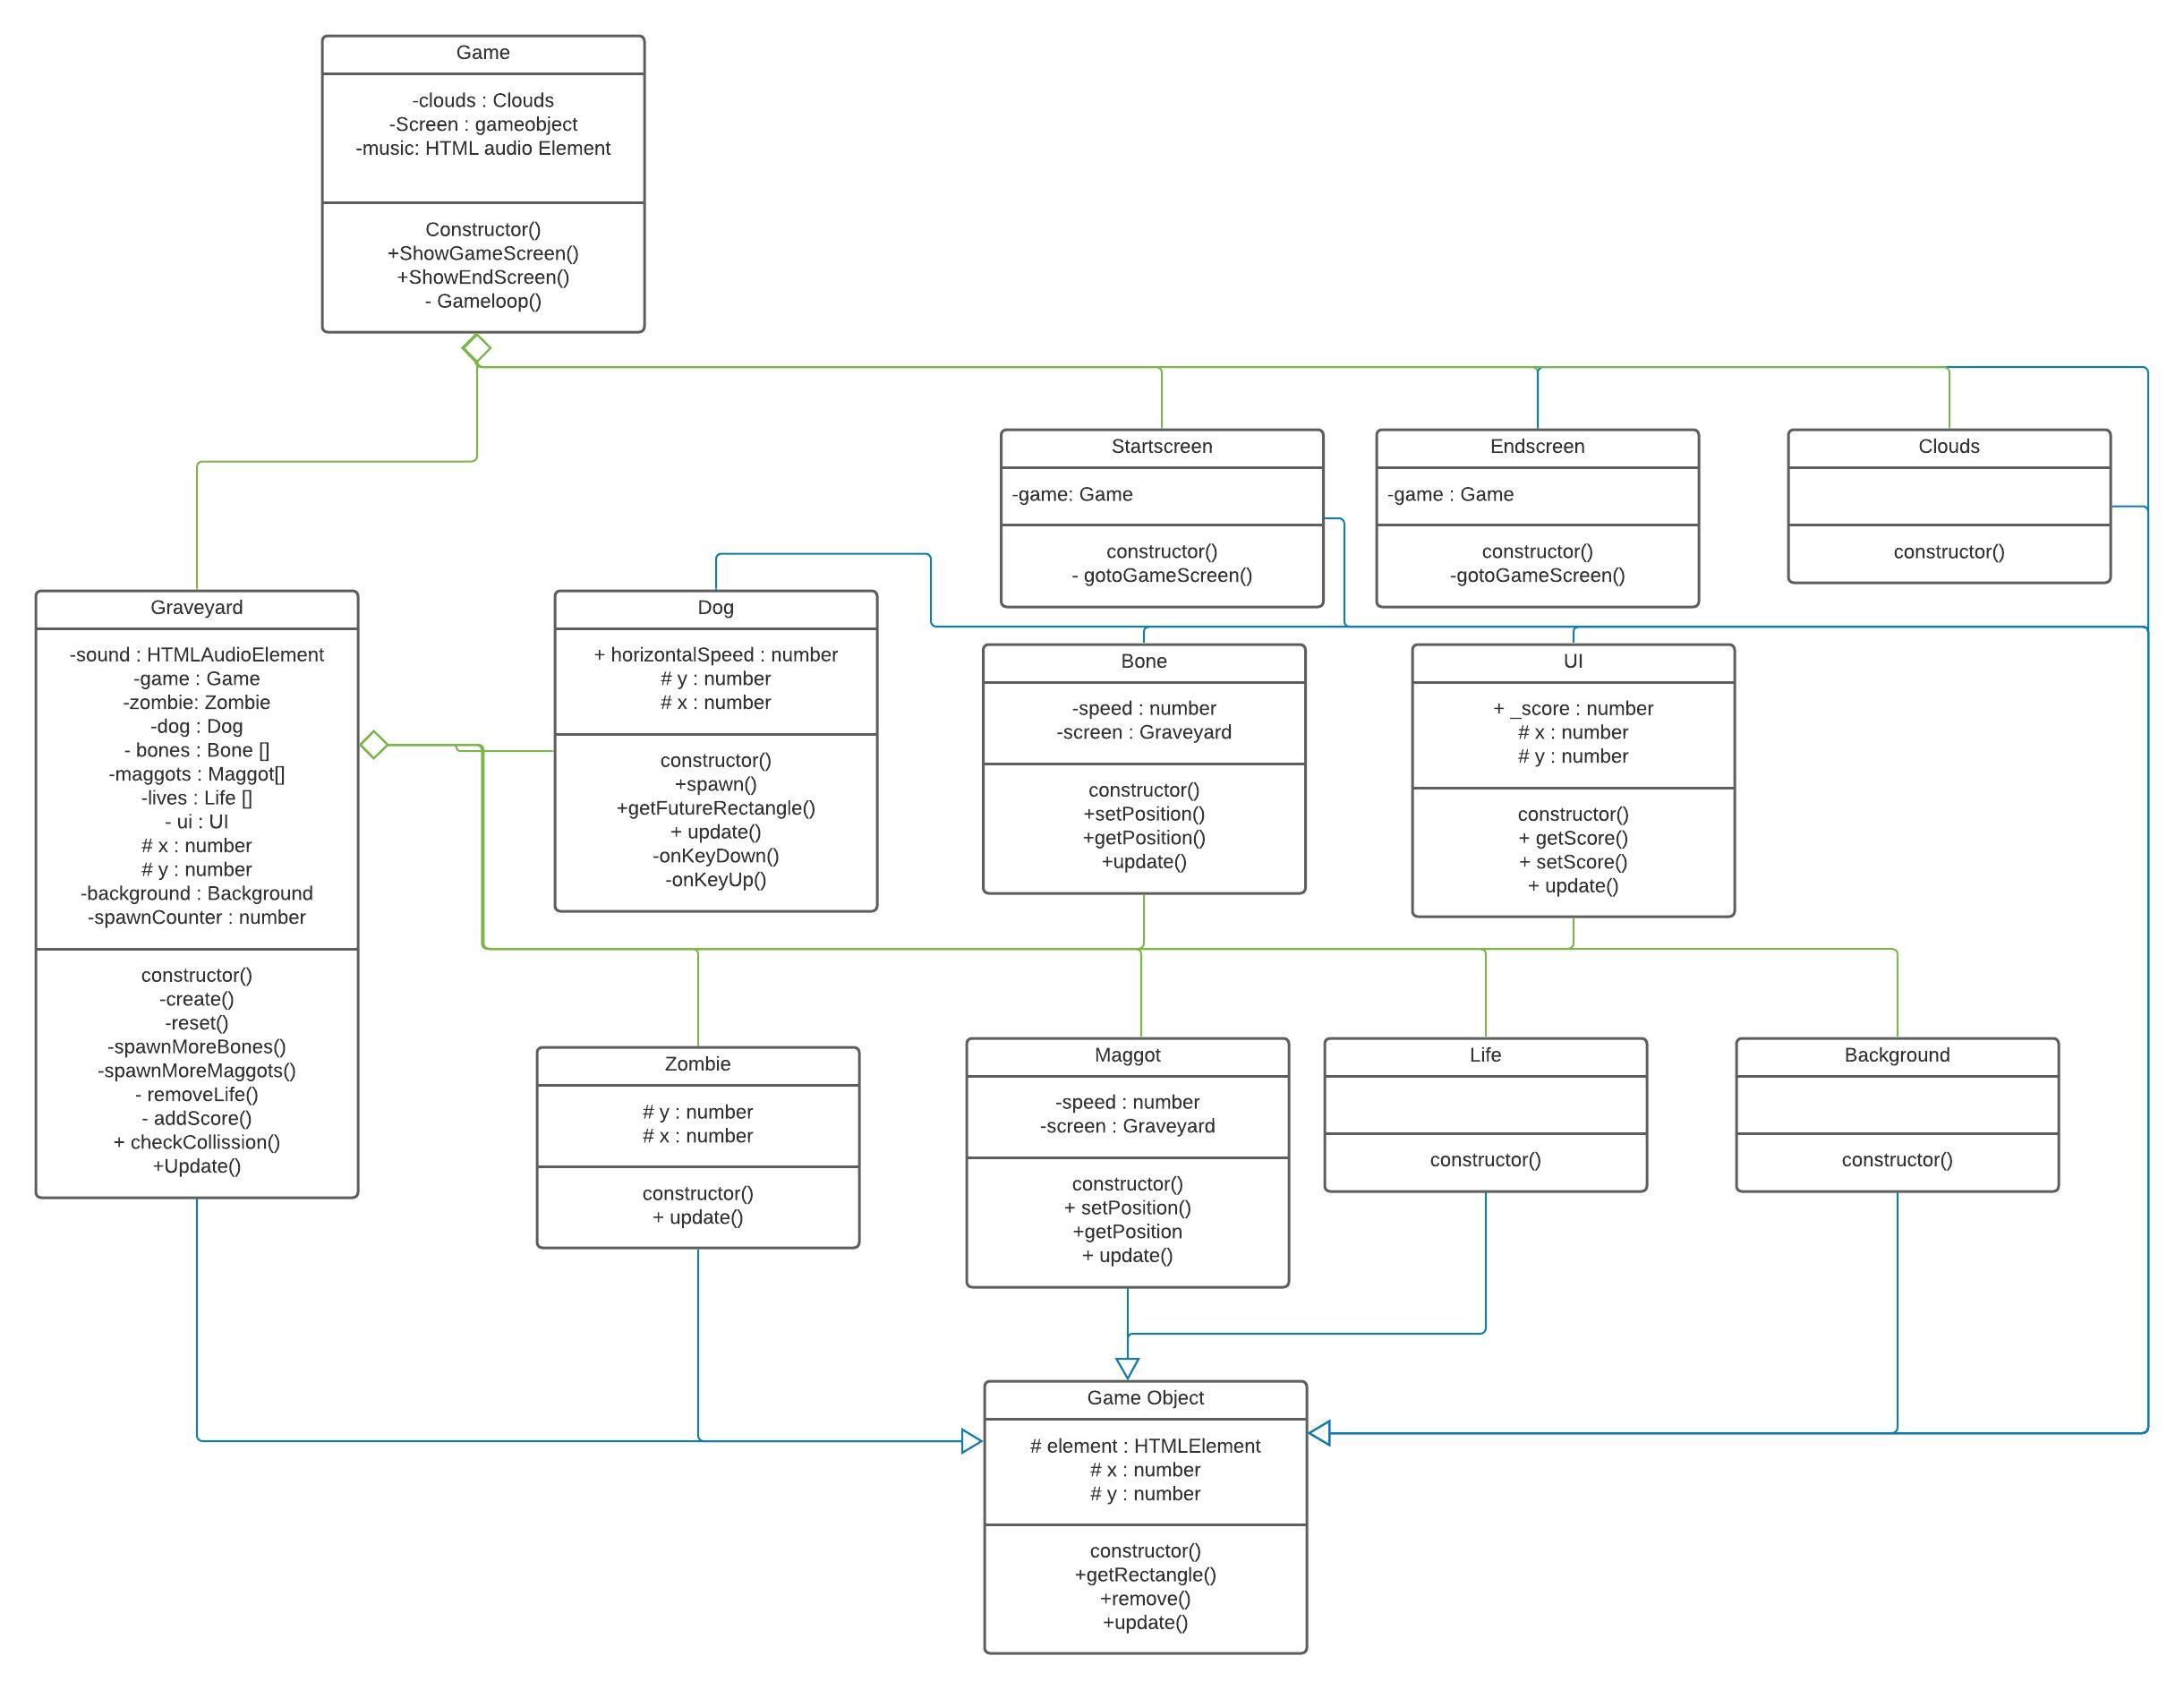 Game
-clouds : Clouds
-Screen : gameobject
-music: HTML audio Element
Constructor()
+ShowGameScreen()
+ShowEndScreen()
- Gameloop()
Startscreen
-game: Game
constructor()
- gotoGameScreen()
Endscreen
-game : Game
constructor()
-gotoGameScreen()
Clouds
constructor()
Graveyard
-sound : HTMLAudioElement
-game : Game
-zombie: Zombie
-dog : Dog
- bones : Bone []
-maggots : Maggot[]
-lives : Life []
- ui : UI
# x : number
# y : number
-background : Background
-spawnCounter : number
constructor()
-create()
-reset()
-spawnMoreBones()
-spawnMoreMaggots()
- removeLife()
- addScore()
+ checkCollission()
+Update()
Dog
+ horizontalSpeed : number
# y : number
# x : number
constructor()
+spawn()
+getFutureRectangle()
+ update()
-onKeyDown()
-onKeyUp()
Bone
-speed : number
-screen : Graveyard
constructor()
+setPosition()
+getPosition()
+update()
UI
+ _score : number
# x : number
# y : number
constructor()
+ getScore()
+ setScore()
+ update()
Zombie
# y : number
# x : number
constructor()
+ update()
Maggot
-speed : number
-screen : Graveyard
constructor()
+ setPosition()
+getPosition
+ update()
Life
constructor()
Background
constructor()
Game Object
# element : HTMLElement
# x : number
# y : number
constructor()
+getRectangle()
+remove()
+update()